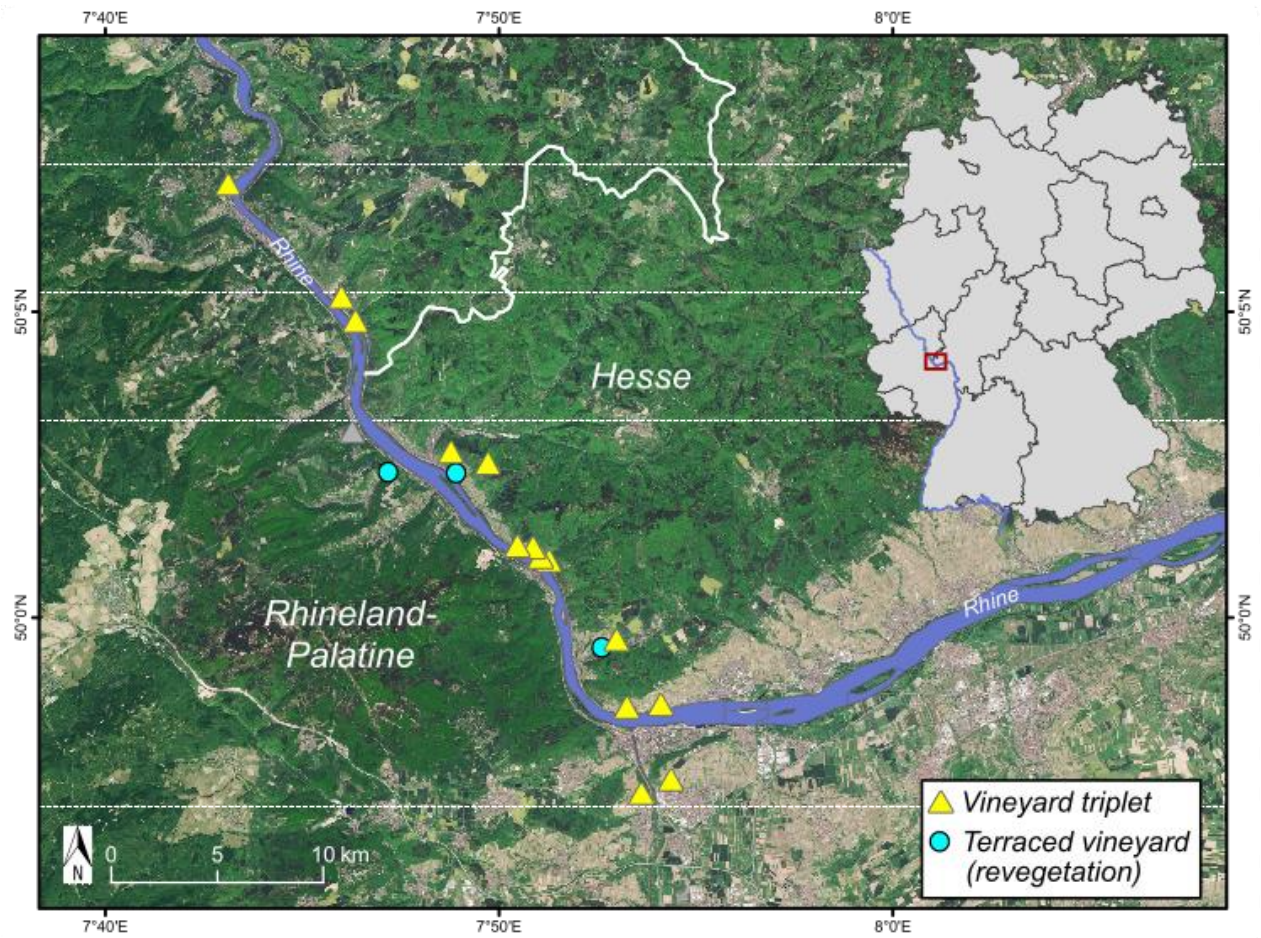 7°40'E
7°50'E
8°0'E
Rhine
50°5'N
50°5'N
Hesse
Rhine
50°0'N
50°0'N
Rhineland-
Palatine
Vineyard triplet
Terraced vineyard
(revegetation)
N
0
5
10 km
7°40'E
7°50'E
8°0'E